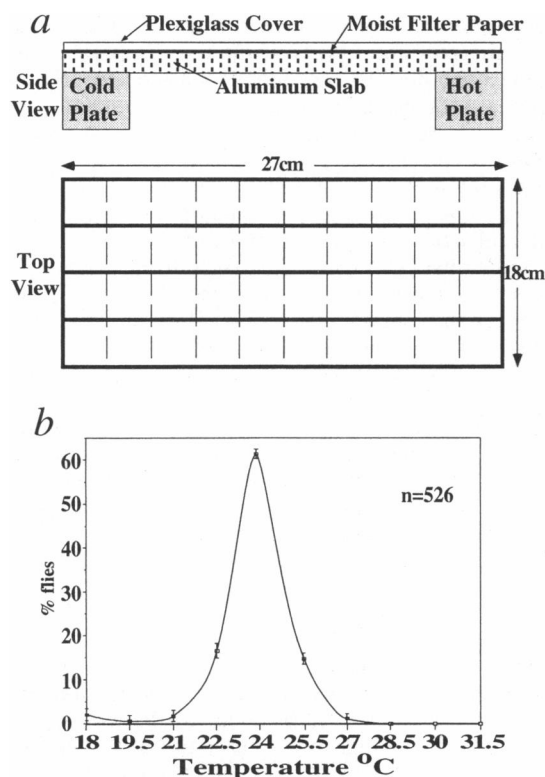 a
Plexiglass Cover
Moist Filter Paper
Side
View
Cold
Plate
Aluminum Slab
Hot
Plate
27cm
Top
View
18cm
b
60
50
40
30
20
10
0
% flies
n=526
18 19.5 21 22.5 24 25.5 27 28.5 30 31.5
Temperature °C